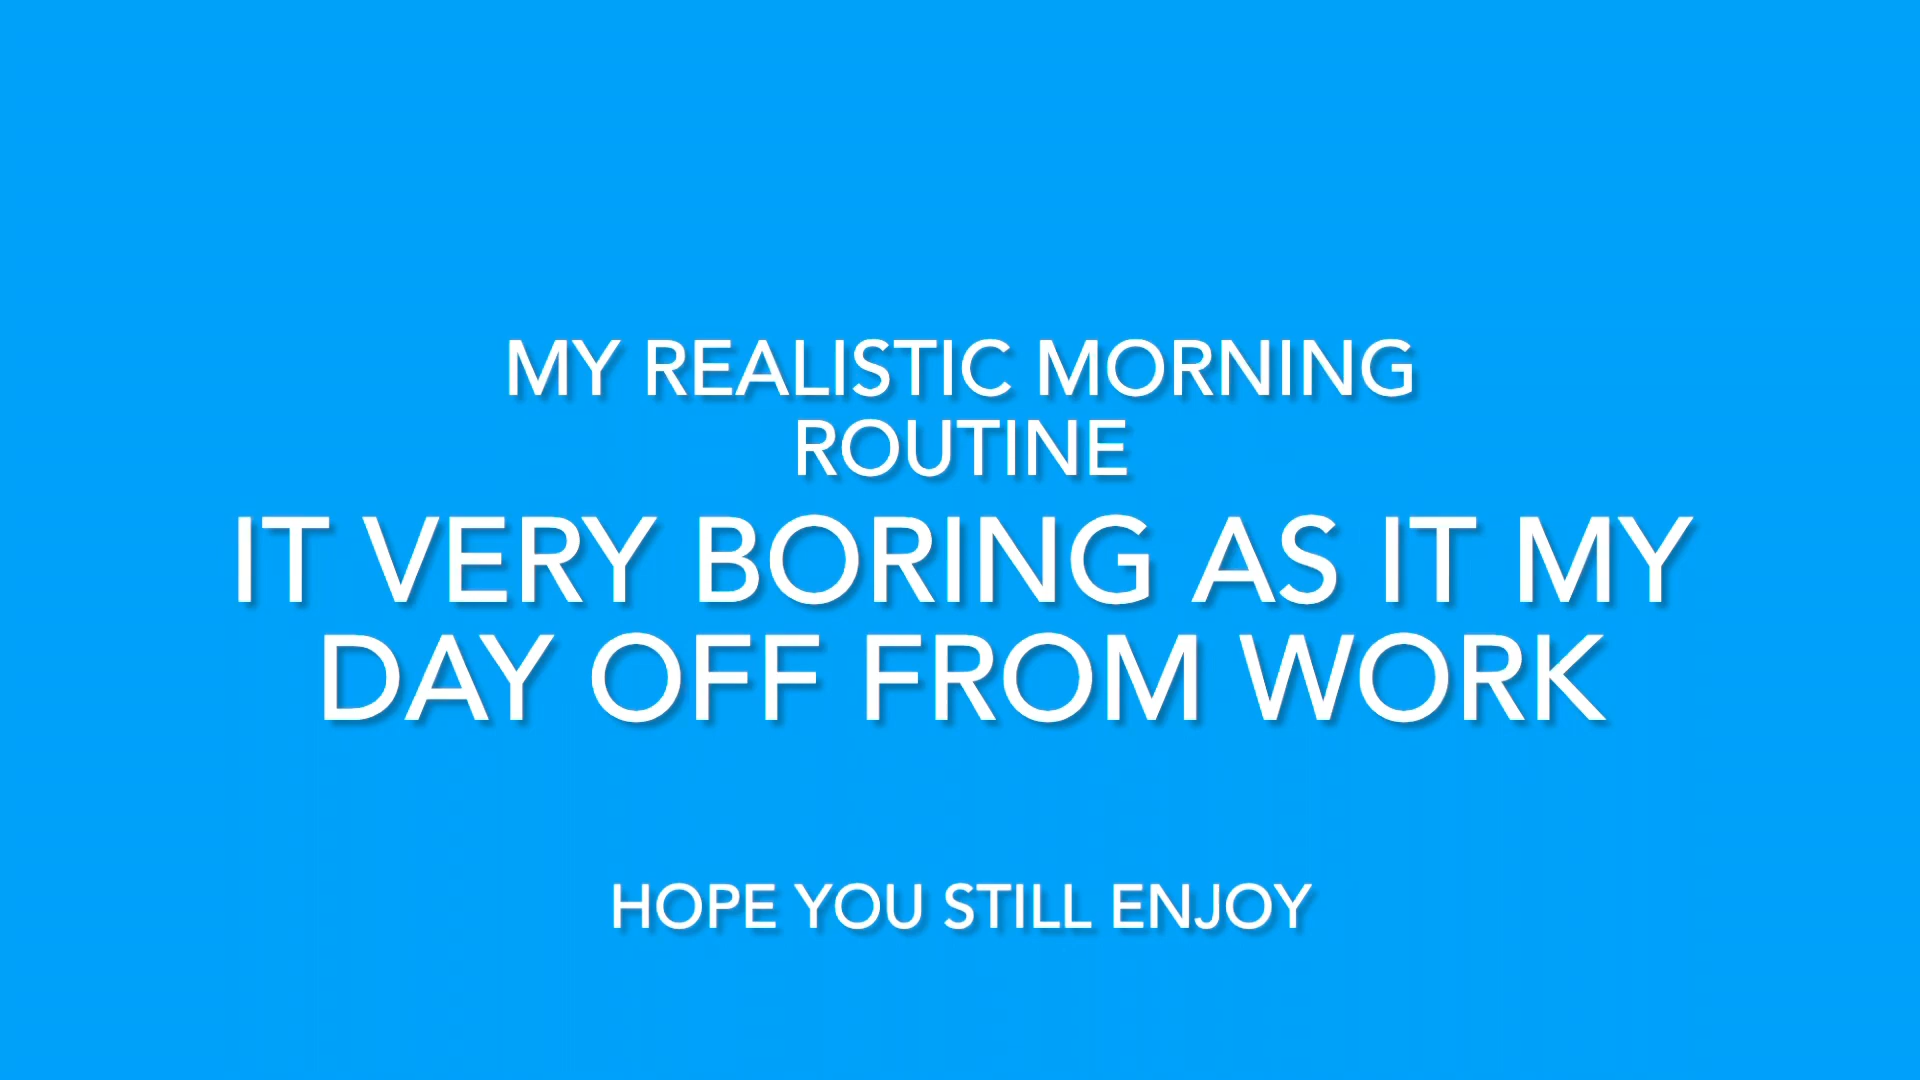 MY REALISTIC MORNING
ROUTINE
IT VERY BORING AS IT MY
DAY OFF FROM WORK
HOPE YOU STILL ENJOY